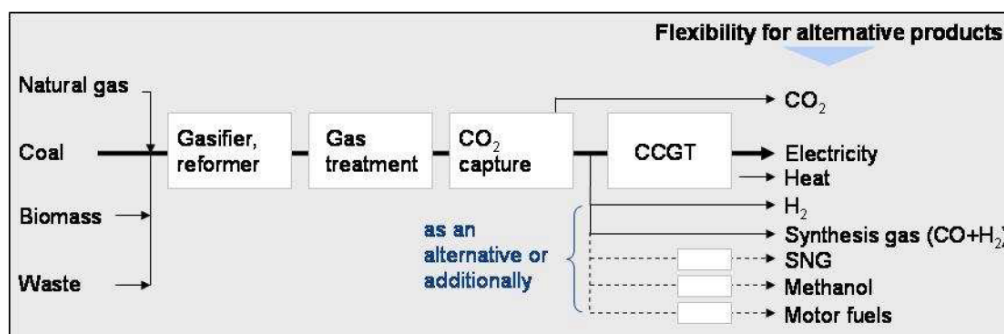 Flexibility for alternative products
Natural gas
Coal
Biomass
Waste
Gasifier,
reformer
Gas
treatment
CO₂
capture
CCGT
as an
alternative or
additionally
CO₂
Electricity
Heat
H₂
Synthesis gas (CO+H₂)
SNG
Methanol
Motor fuels